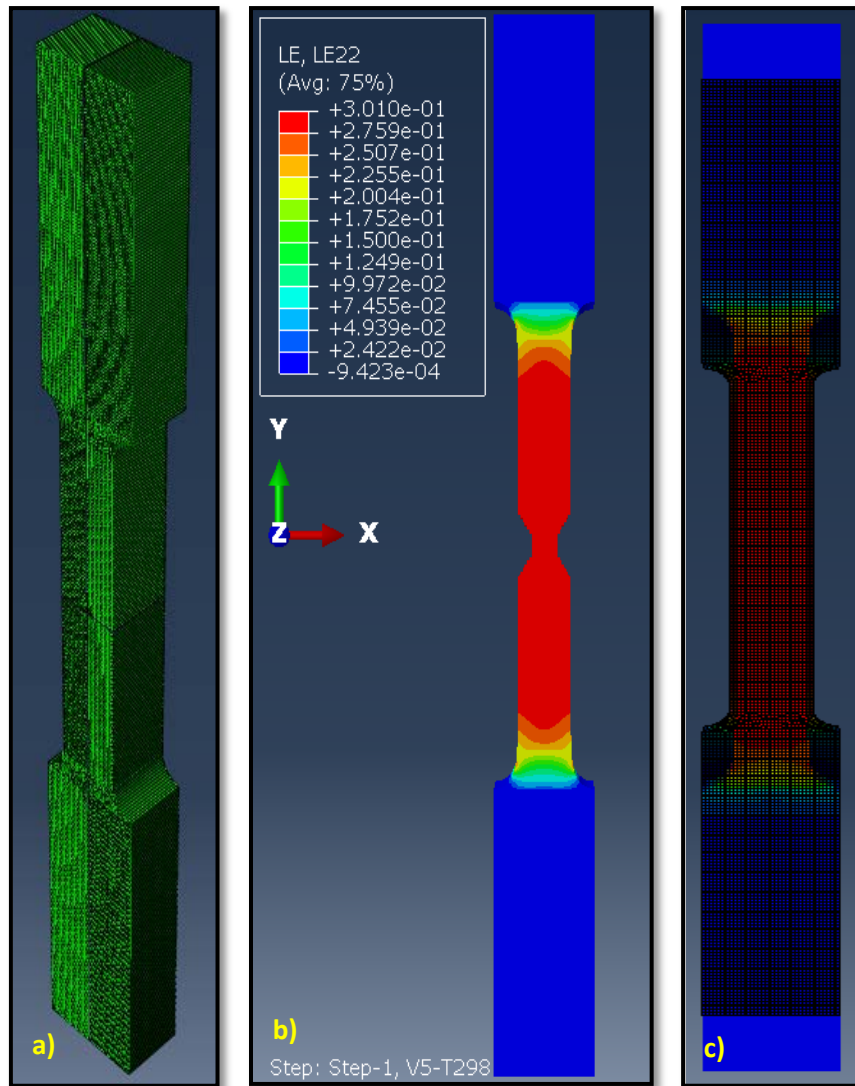 LE, LE22
(Avg: 75%)
+3.010e-01
+2.759e-01
+2.507e-01
+2.255e-01
+2.004e-01
+1.752e-01
+1.500e-01
+1.249e-01
+9.972e-02
+7.455e-02
+4.939e-02
+2.422e-02
-9.423e-04
Y
Z X
a)
b)
Step: Step-1, V5-T298
c)